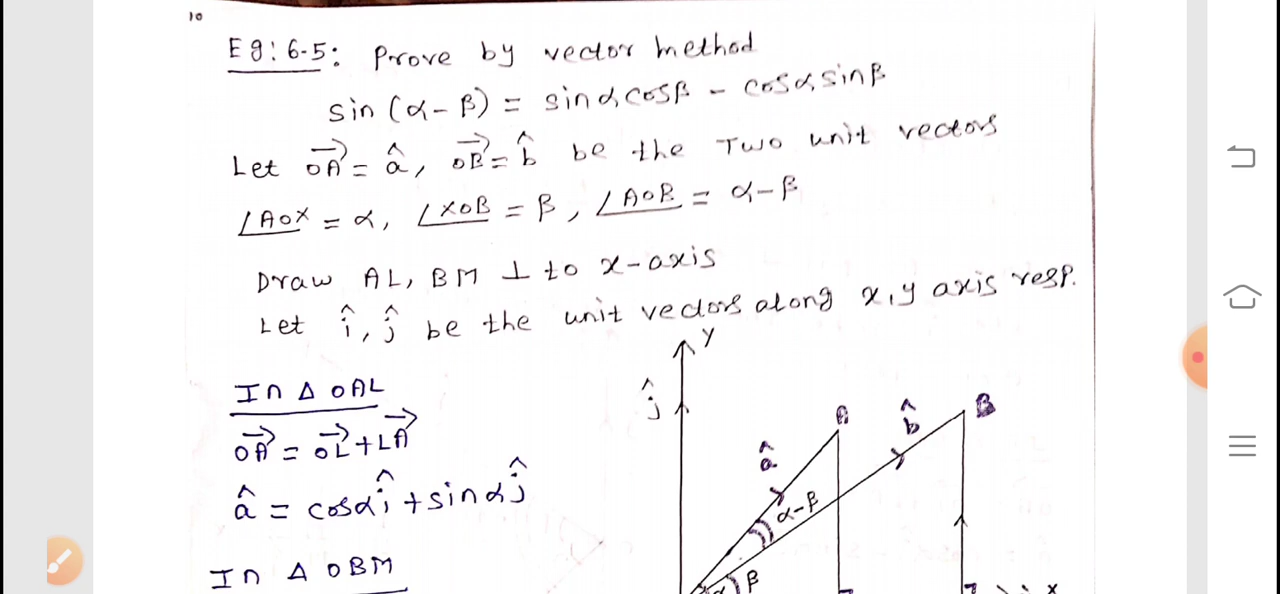 10
Eg: 6-5: Prove by vector method
sin (α - β) = sinα cosβ - cosα sinβ
Let OA⃗ = â, OB⃗ = b̂ be the Two unit vectors
∠AOX = α, ∠XOB = β, ∠AOB = α-β
Draw AL, BM ⊥ to x-axis
Let î, ĵ be the unit vectors along x, y axis resp.
In Δ OAL
OA⃗ = OL⃗ + LA⃗
â = cosα î + sinα ĵ
In Δ OBM
y
ĵ
A
B
â
b̂
α-β
β
x